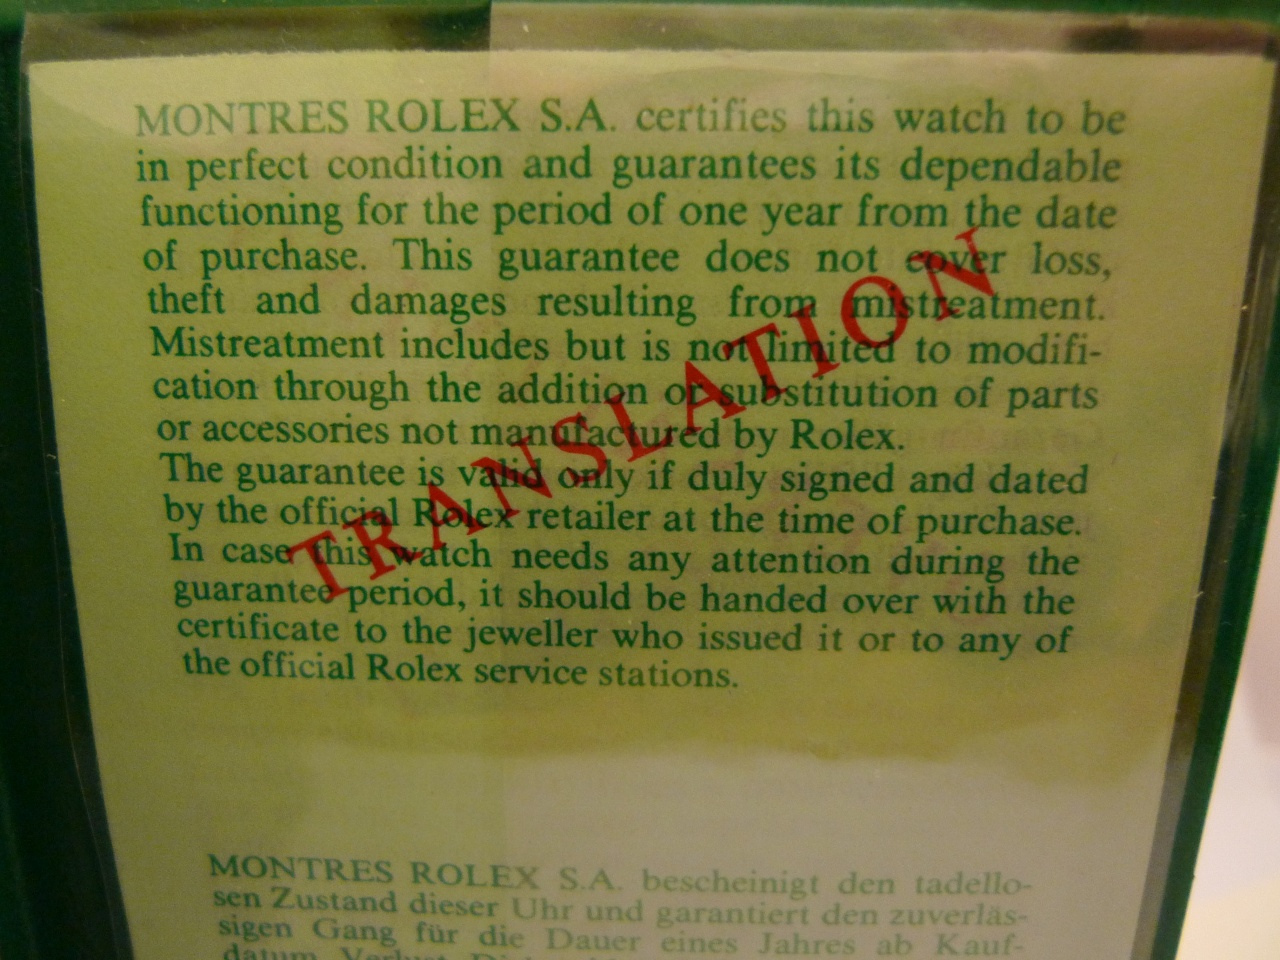 MONTRES ROLEX S.A. certifies this watch to be
in perfect condition and guarantees its dependable
functioning for the period of one year from the date
of purchase. This guarantee does not cover loss,
theft and damages resulting from mistreatment.
Mistreatment includes but is not limited to modifi-
cation through the addition or substitution of parts
or accessories not manufactured by Rolex.
The guarantee is valid only if duly signed and dated
by the official Rolex retailer at the time of purchase.
In case this watch needs any attention during the
guarantee period, it should be handed over with the
certificate to the jeweller who issued it or to any of
the official Rolex service stations.
TRANSLATION
MONTRES ROLEX S.A. bescheinigt den tadello-
sen Zustand dieser Uhr und garantiert den zuverläs-
sigen Gang für die Dauer eines Jahres ab Kauf-
datum. Verlust, Dieb